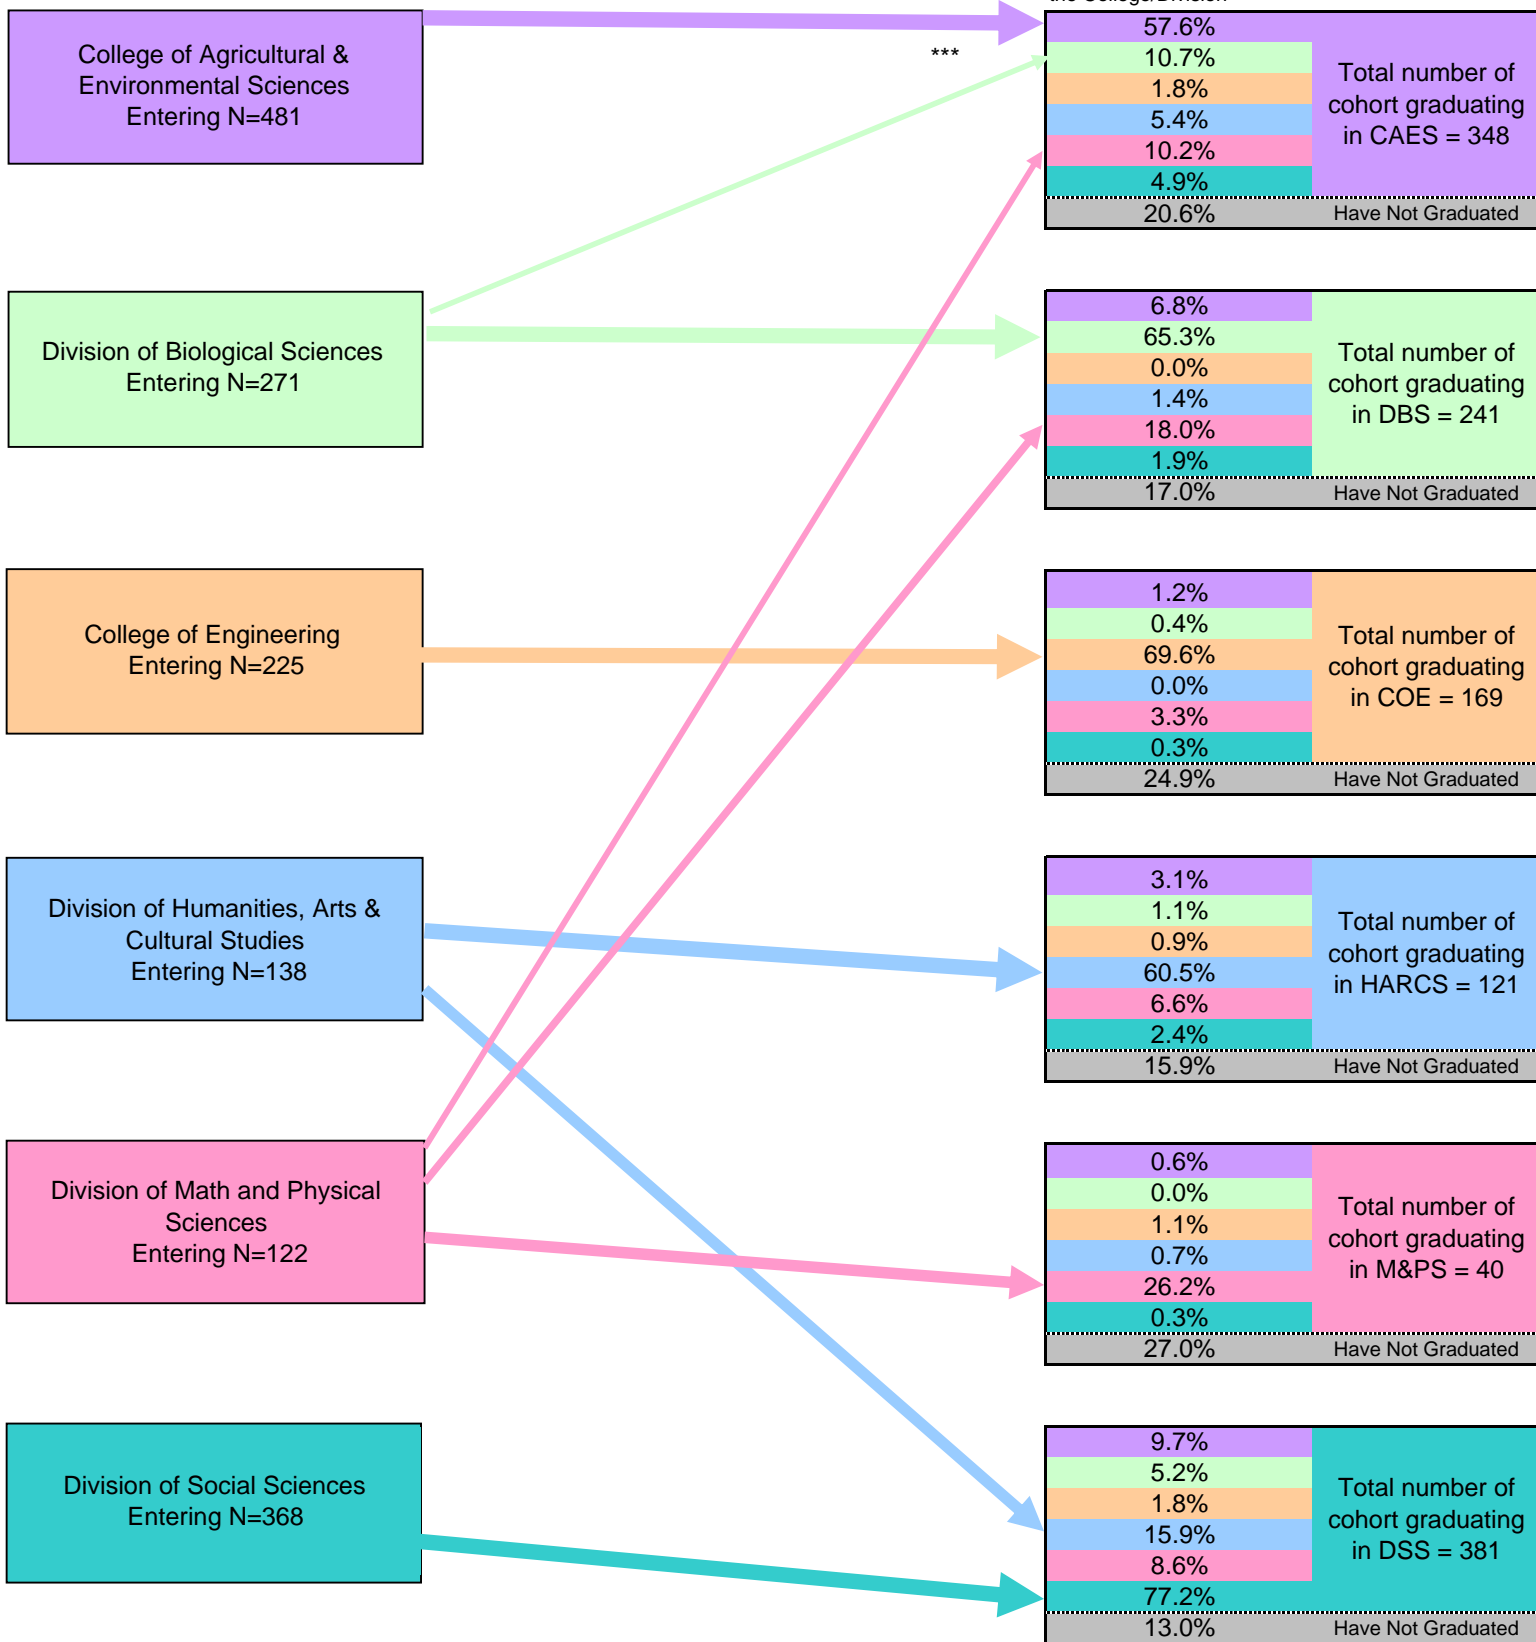 the College/Division
College of Agricultural &
Environmental Sciences
Entering N=481
***
57.6%
10.7%
1.8%
5.4%
10.2%
4.9%
20.6%
Total number of
cohort graduating
in CAES = 348
Have Not Graduated
Division of Biological Sciences
Entering N=271
6.8%
65.3%
0.0%
1.4%
18.0%
1.9%
17.0%
Total number of
cohort graduating
in DBS = 241
Have Not Graduated
College of Engineering
Entering N=225
1.2%
0.4%
69.6%
0.0%
3.3%
0.3%
24.9%
Total number of
cohort graduating
in COE = 169
Have Not Graduated
Division of Humanities, Arts &
Cultural Studies
Entering N=138
3.1%
1.1%
0.9%
60.5%
6.6%
2.4%
15.9%
Total number of
cohort graduating
in HARCS = 121
Have Not Graduated
Division of Math and Physical
Sciences
Entering N=122
0.6%
0.0%
1.1%
0.7%
26.2%
0.3%
27.0%
Total number of
cohort graduating
in M&PS = 40
Have Not Graduated
Division of Social Sciences
Entering N=368
9.7%
5.2%
1.8%
15.9%
8.6%
77.2%
13.0%
Total number of
cohort graduating
in DSS = 381
Have Not Graduated